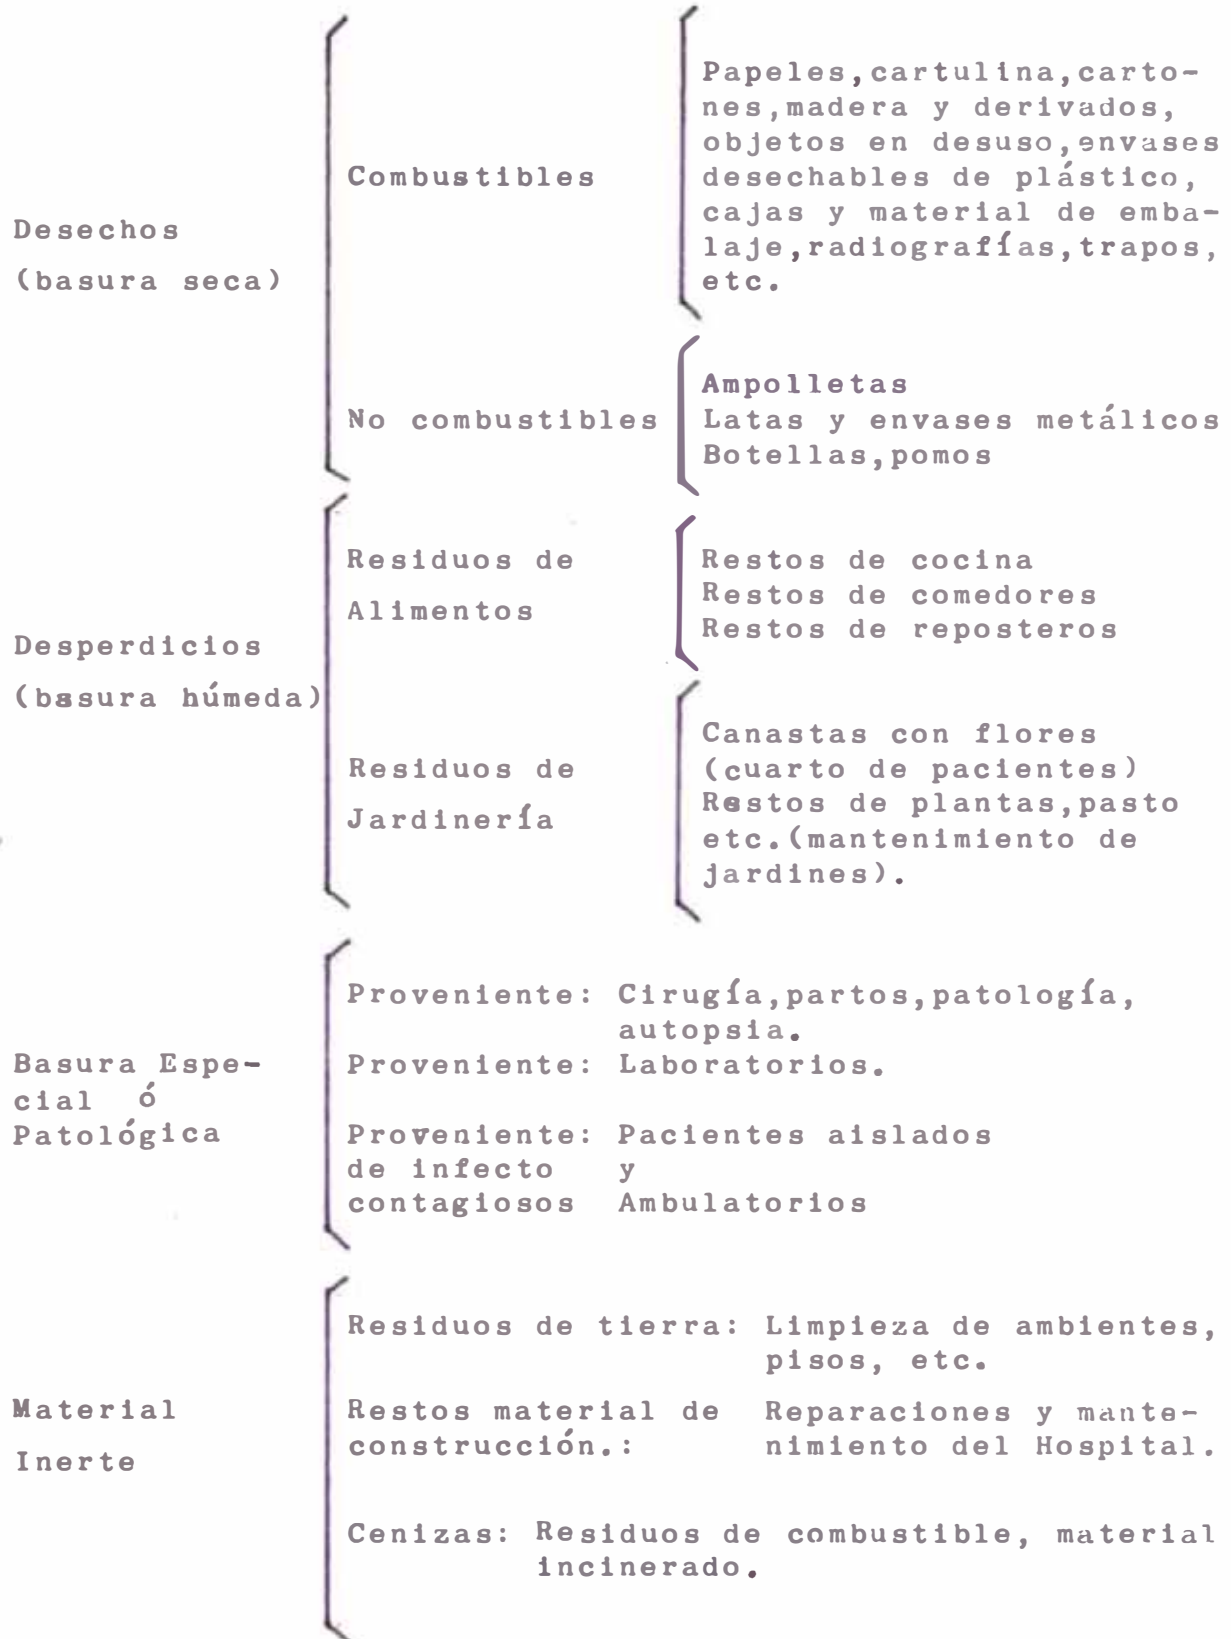 Desechos
(basura seca)
Combustibles
Papeles,cartulina,carto-
nes,madera y derivados,
objetos en desuso,envases
desechables de plástico,
cajas y material de emba-
laje,radiografías,trapos,
etc.
No combustibles
Ampolletas
Latas y envases metálicos
Botellas,pomos
Desperdicios
(basura húmeda)
Residuos de
Alimentos
Restos de cocina
Restos de comedores
Restos de reposteros
Residuos de
Jardinería
Canastas con flores
(cuarto de pacientes)
Restos de plantas,pasto
etc.(mantenimiento de
jardines).
Basura Espe-
cial ó
Patológica
Proveniente: Cirugía,partos,patología,
autopsia.
Proveniente: Laboratorios.
Proveniente: Pacientes aislados
de infecto y
contagiosos Ambulatorios
Material
Inerte
Residuos de tierra: Limpieza de ambientes,
pisos, etc.
Restos material de Reparaciones y mante-
construcción.: nimiento del Hospital.
Cenizas: Residuos de combustible, material
incinerado.